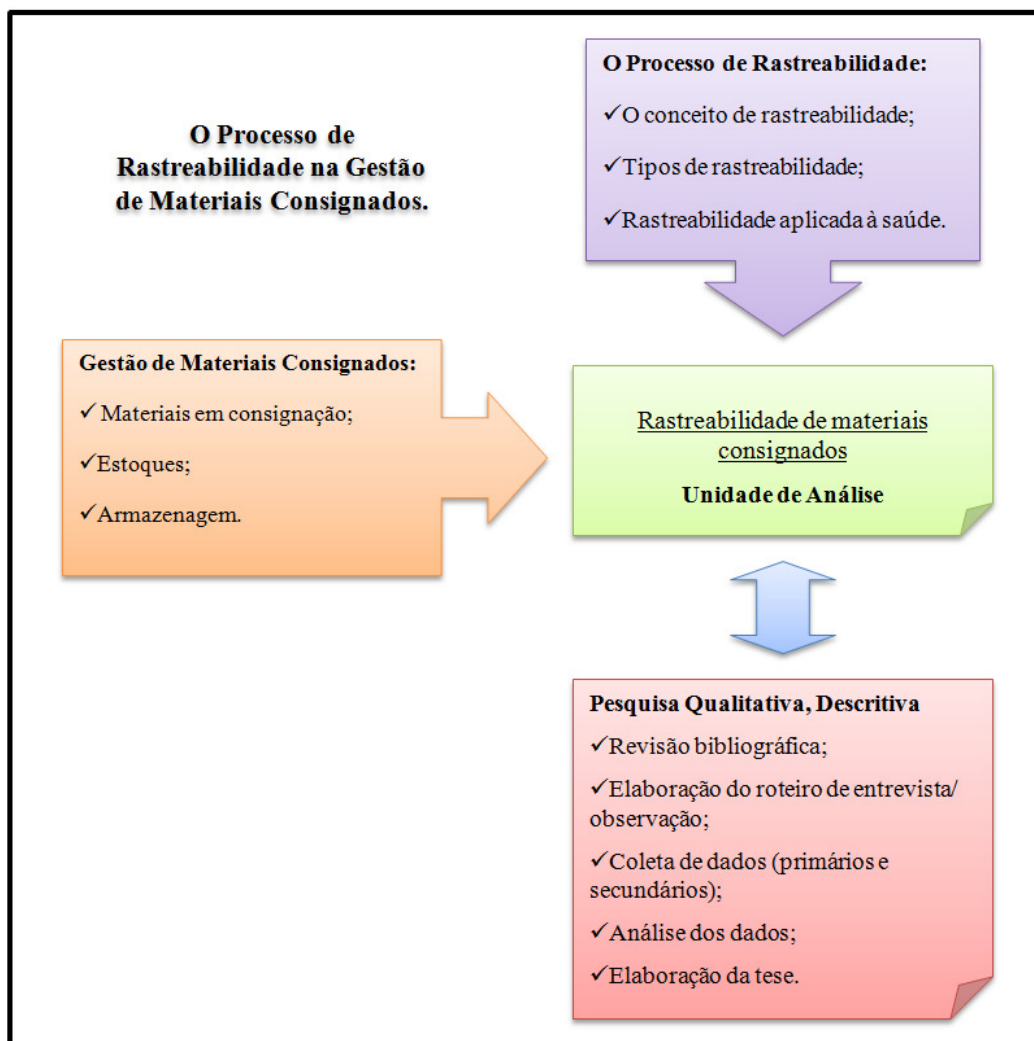 O Processo de
Rastreabilidade na Gestão
de Materiais Consignados.
O Processo de Rastreabilidade:
✓O conceito de rastreabilidade;
✓Tipos de rastreabilidade;
✓Rastreabilidade aplicada à saúde.
Gestão de Materiais Consignados:
✓ Materiais em consignação;
✓Estoques;
✓Armazenagem.
Rastreabilidade de materiais
consignados
Unidade de Análise
Pesquisa Qualitativa, Descritiva
✓Revisão bibliográfica;
✓Elaboração do roteiro de entrevista/
observação;
✓Coleta de dados (primários e
secundários);
✓Análise dos dados;
✓Elaboração da tese.